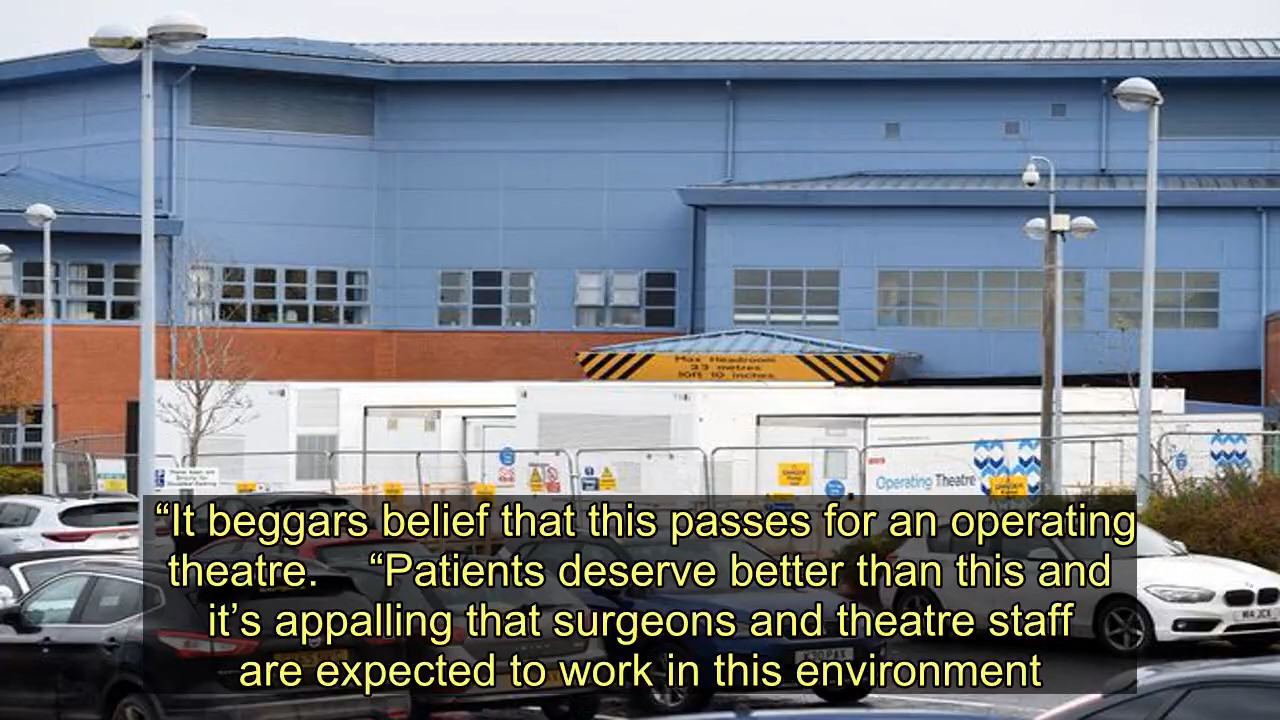 Max Headroom
3.3 metres
10ft 10 inches
Operating Theatre
“It beggars belief that this passes for an operating
theatre. “Patients deserve better than this and
it’s appalling that surgeons and theatre staff
are expected to work in this environment